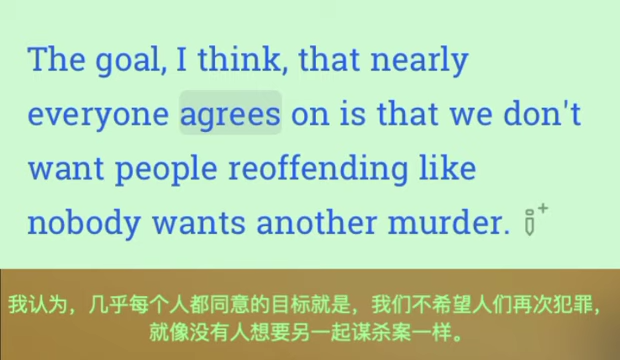 The goal, I think, that nearly
everyone agrees on is that we don't
want people reoffending like
nobody wants another murder.
我认为，几乎每个人都同意的目标就是，我们不希望人们再次犯罪，
就像没有人想要另一起谋杀案一样。